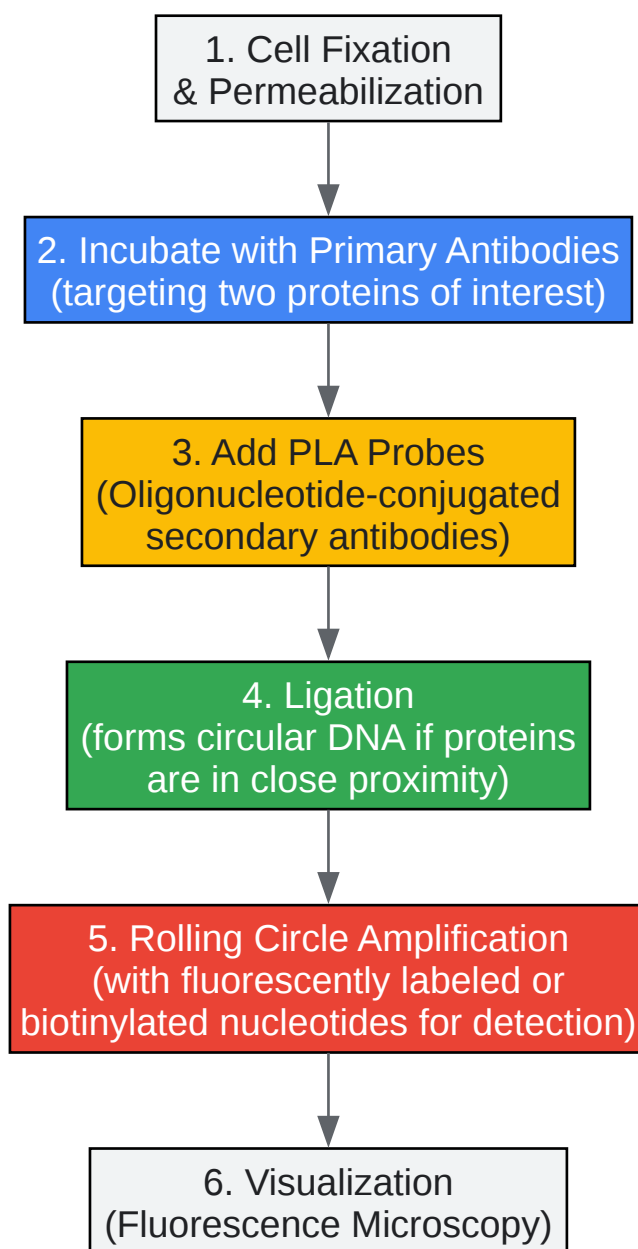 1. Cell Fixation
& Permeabilization
2. Incubate with Primary Antibodies
(targeting two proteins of interest)
3. Add PLA Probes
(Oligonucleotide-conjugated
secondary antibodies)
4. Ligation
(forms circular DNA if proteins
are in close proximity)
5. Rolling Circle Amplification
(with fluorescently labeled or
biotinylated nucleotides for detection)
6. Visualization
(Fluorescence Microscopy)